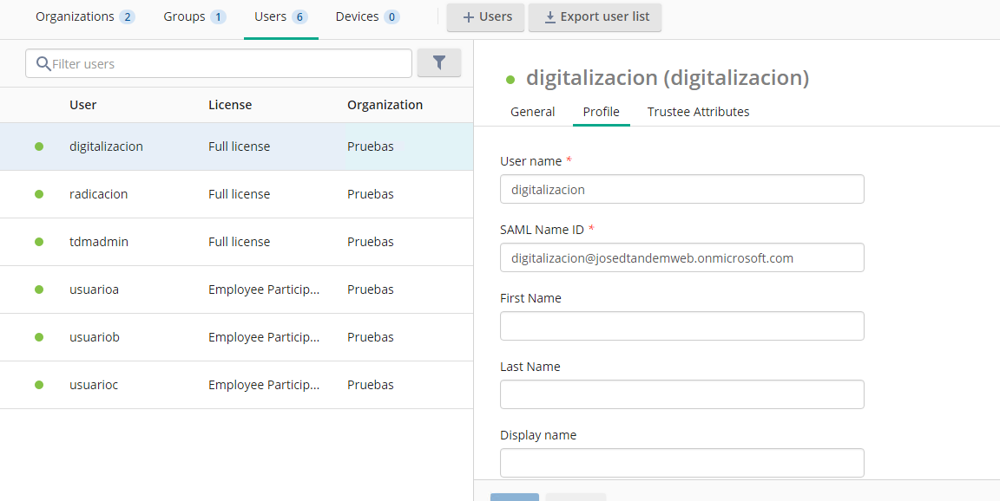 Organizations 2 Groups 1 Users 6 Devices 0 + Users Export user list
Filter users
digitalizacion (digitalizacion)
General Profile Trustee Attributes
User License Organization
digitalizacion Full license Pruebas
radicacion Full license Pruebas
tdmadmin Full license Pruebas
usuarioa Employee Particip... Pruebas
usuariob Employee Particip... Pruebas
usuarioc Employee Particip... Pruebas
User name *
digitalizacion
SAML Name ID *
digitalizacion@josedtandemweb.onmicrosoft.com
First Name
Last Name
Display name